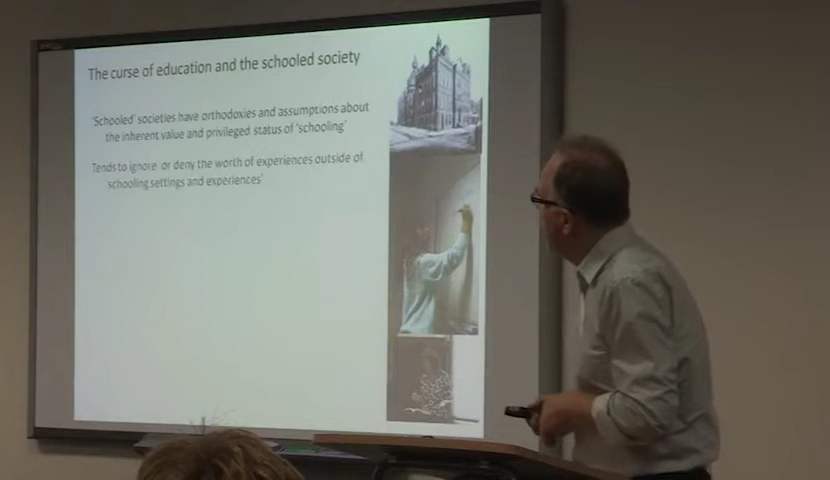 The curse of education and the schooled society
'Schooled' societies have orthodoxies and assumptions about
the inherent value and privileged status of 'schooling'
Tends to ignore or deny the worth of experiences outside of
'schooling settings and experiences'